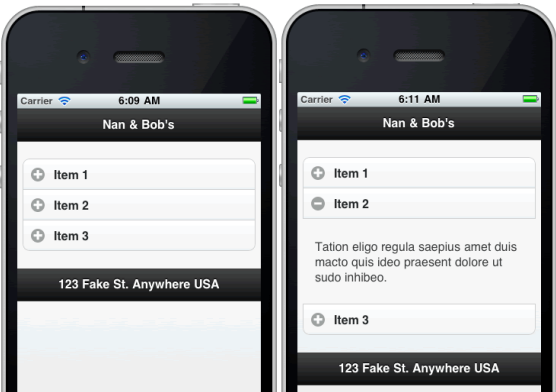 Carrier 6:09 AM
Nan & Bob's
Item 1
Item 2
Item 3
123 Fake St. Anywhere USA
Carrier 6:11 AM
Nan & Bob's
Item 1
Item 2
Tation eligo regula saepius amet duis
macto quis ideo praesent dolore ut
sudo inhibeo.
Item 3
123 Fake St. Anywhere USA